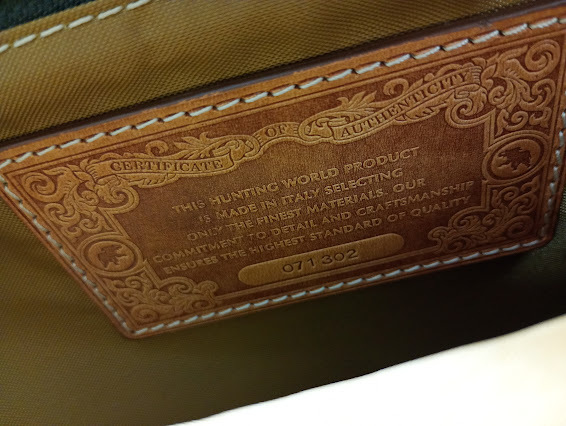 CERTIFICATE OF AUTHENTICITY
THIS HUNTING WORLD PRODUCT
IS MADE IN ITALY SELECTING
ONLY THE FINEST MATERIALS. OUR
COMMITMENT TO DETAIL AND CRAFTSMANSHIP
ENSURES THE HIGHEST STANDARD OF QUALITY
071302